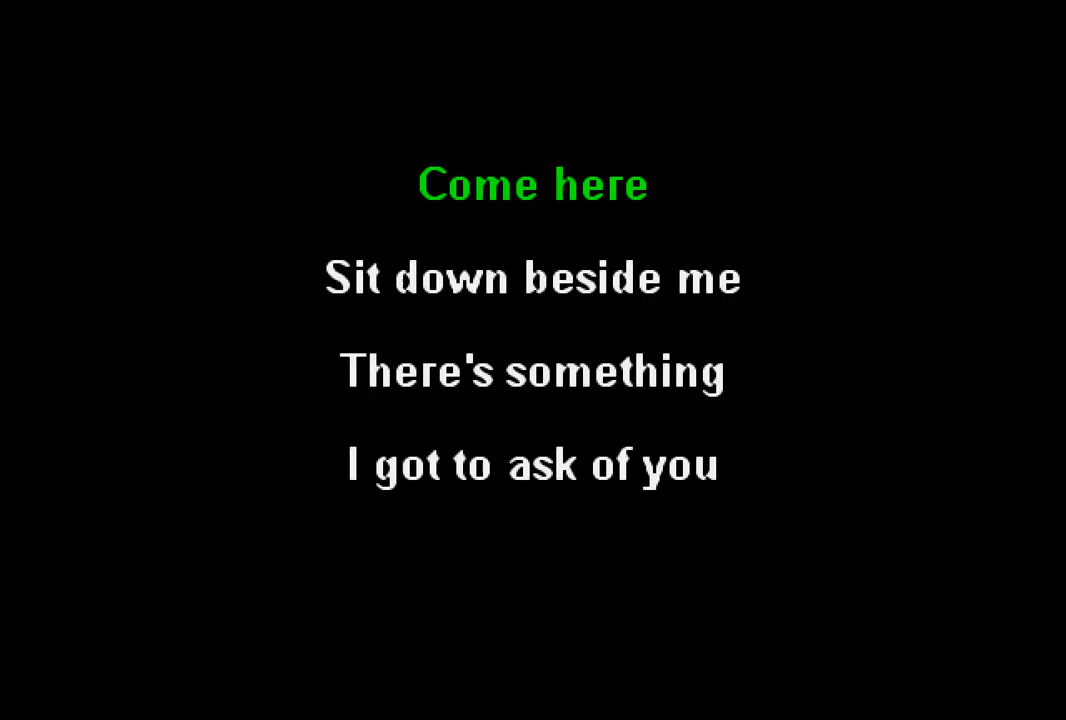 Come here
Sit down beside me
There's something
I got to ask of you